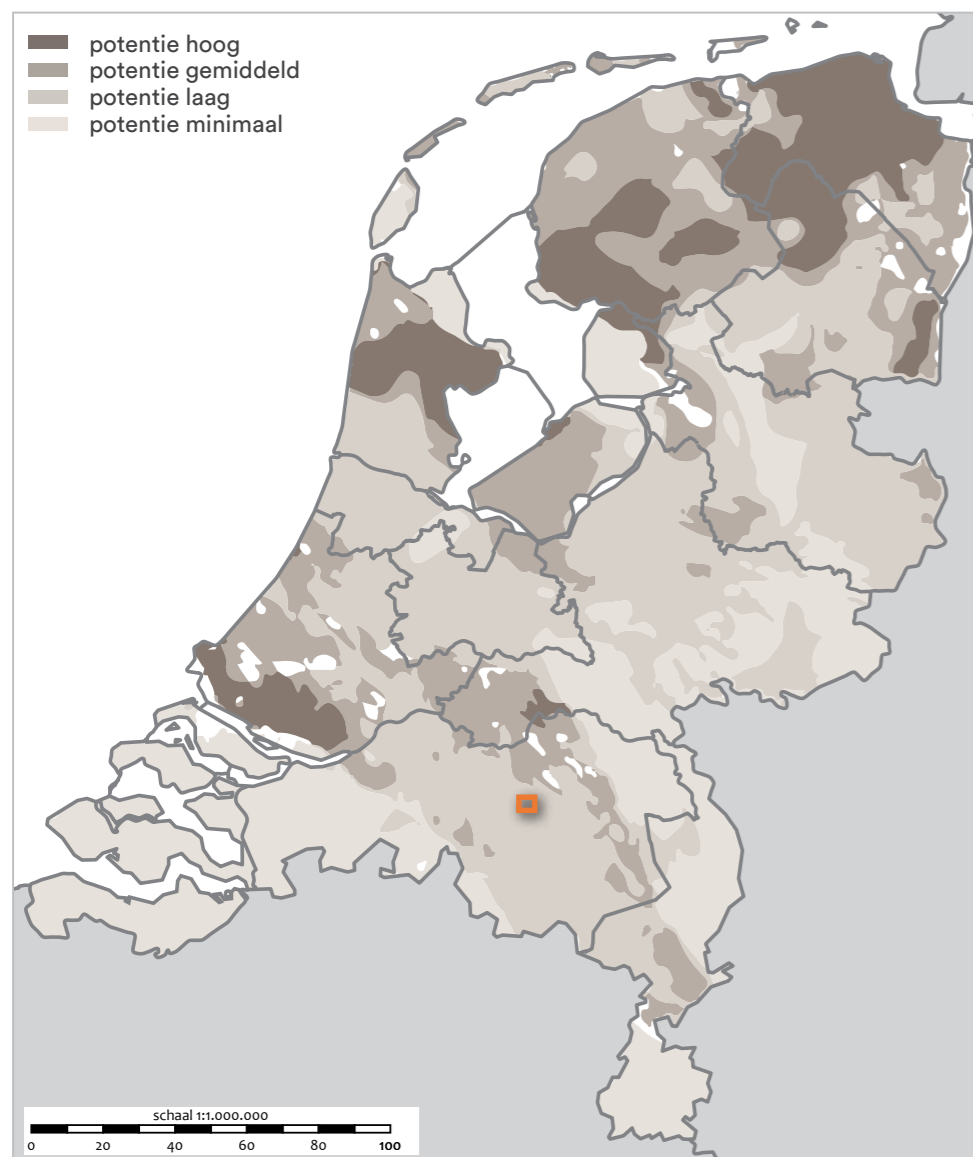 potentie hoog
potentie gemiddeld
potentie laag
potentie minimaal
schaal 1:1.000.000
0 20 40 60 80 100